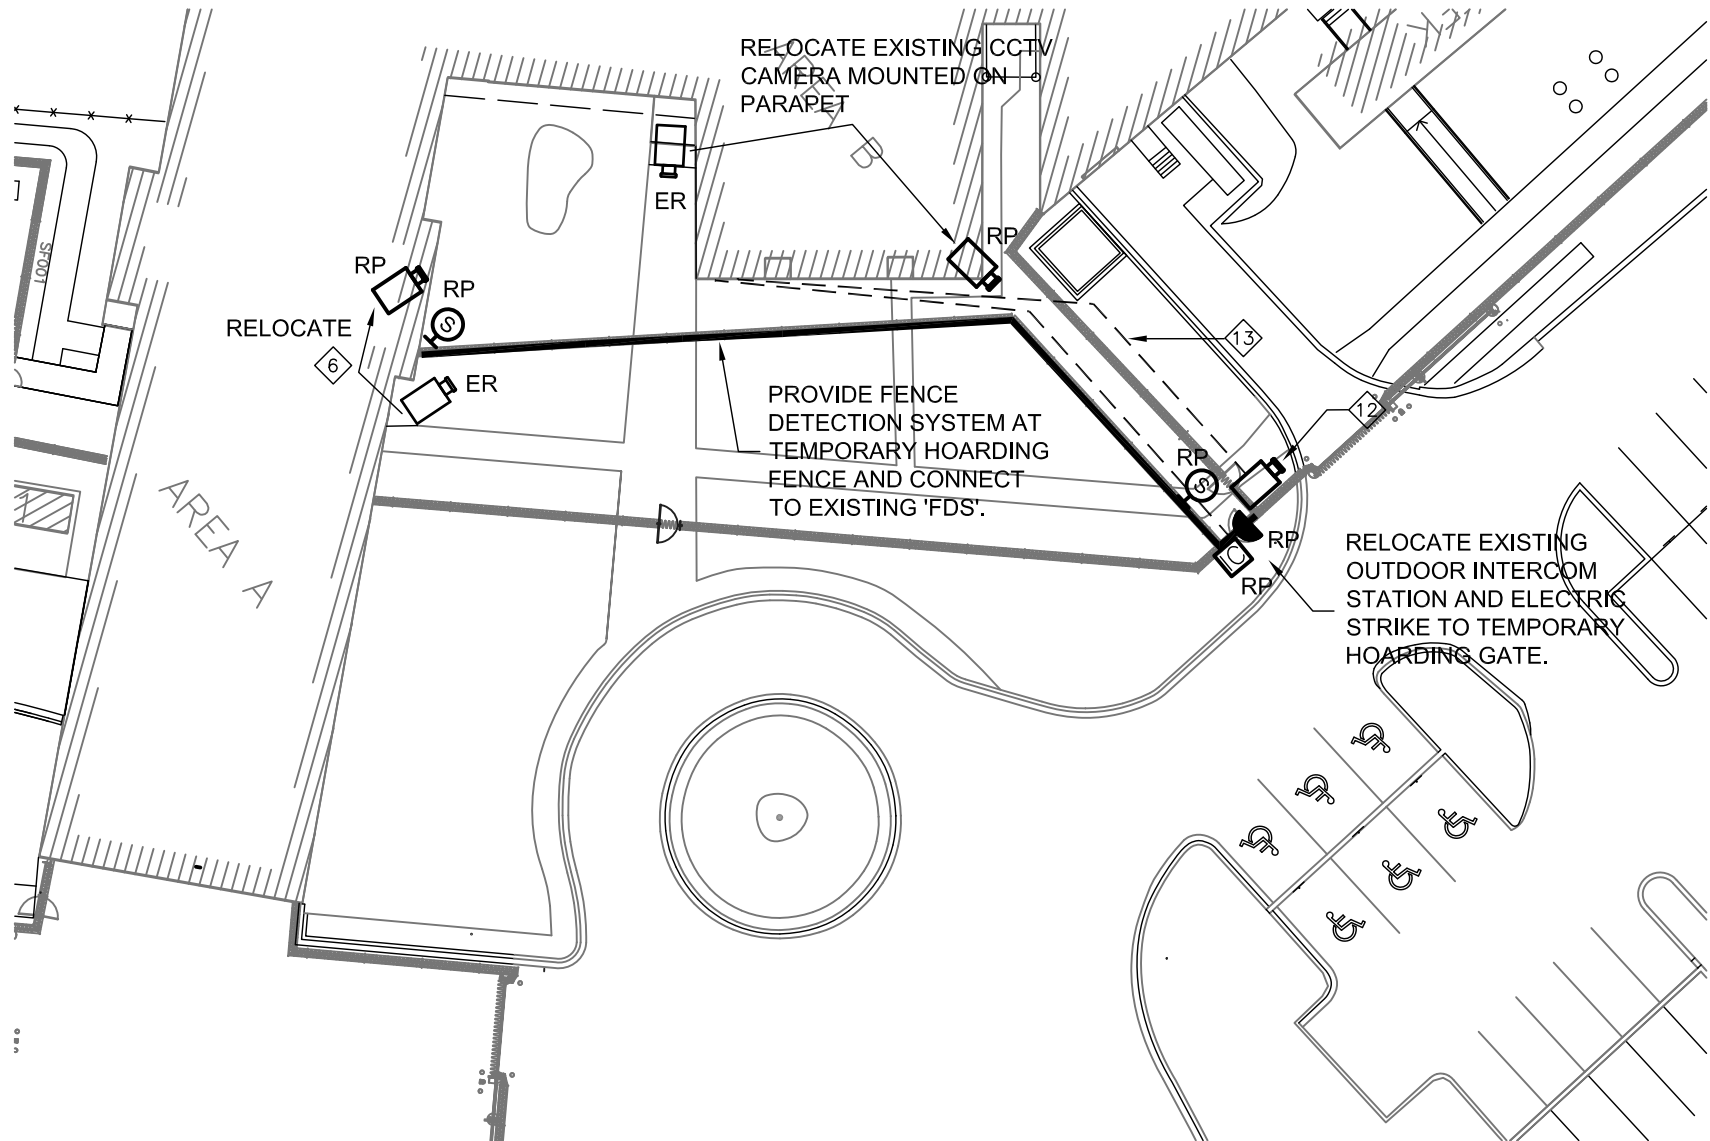 RELOCATE EXISTING CCTV
CAMERA MOUNTED ON
PARAPET
AREA B
ER
RP
RP
RP
S
RELOCATE
6
ER
SF001
13
12
PROVIDE FENCE
DETECTION SYSTEM AT
TEMPORARY HOARDING
FENCE AND CONNECT
TO EXISTING 'FDS'.
RP
S
RP
C
RP
RELOCATE EXISTING
OUTDOOR INTERCOM
STATION AND ELECTRIC
STRIKE TO TEMPORARY
HOARDING GATE.
AREA A